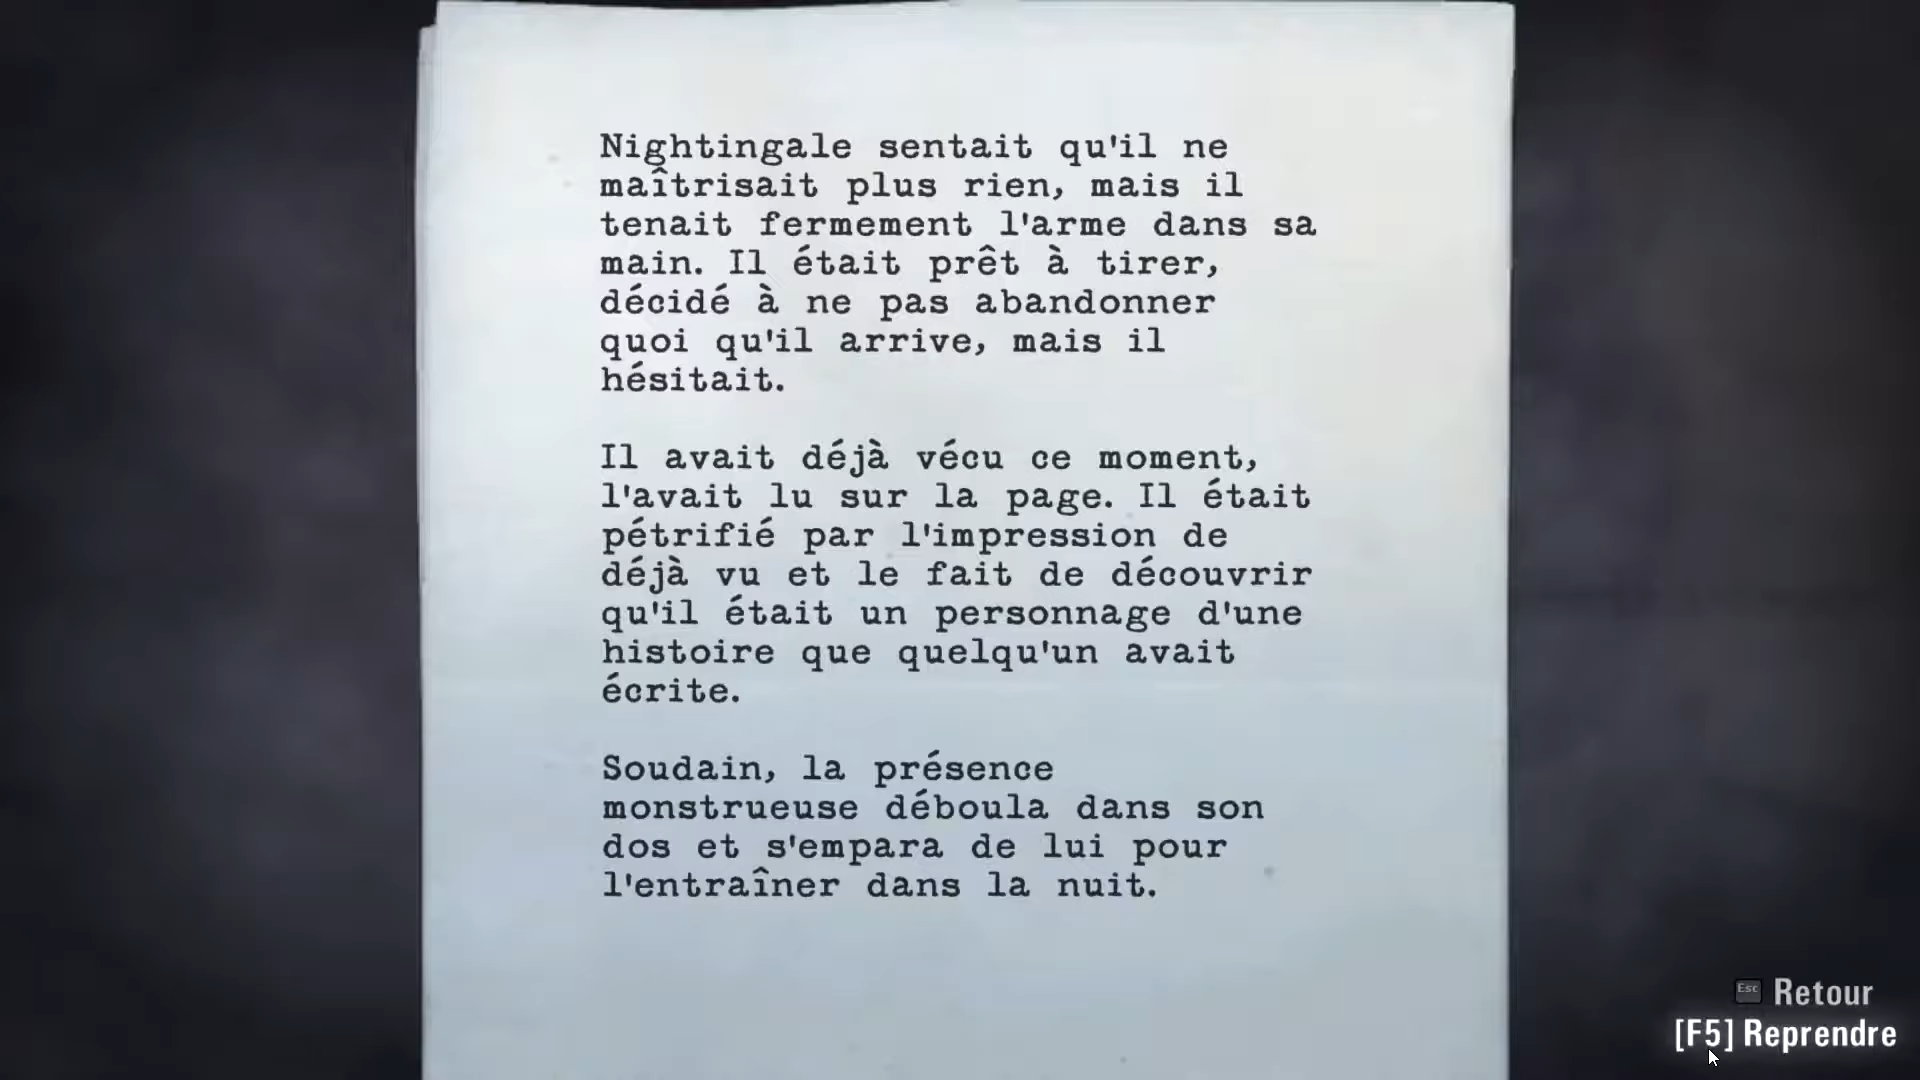 Nightingale sentait qu'il ne
maîtrisait plus rien, mais il
tenait fermement l'arme dans sa
main. Il était prêt à tirer,
décidé à ne pas abandonner
quoi qu'il arrive, mais il
hésitait.
Il avait déjà vécu ce moment,
l'avait lu sur la page. Il était
pétrifié par l'impression de
déjà vu et le fait de découvrir
qu'il était un personnage d'une
histoire que quelqu'un avait
écrite.
Soudain, la présence
monstrueuse déboula dans son
dos et s'empara de lui pour
l'entraîner dans la nuit.
Esc Retour
[F5] Reprendre